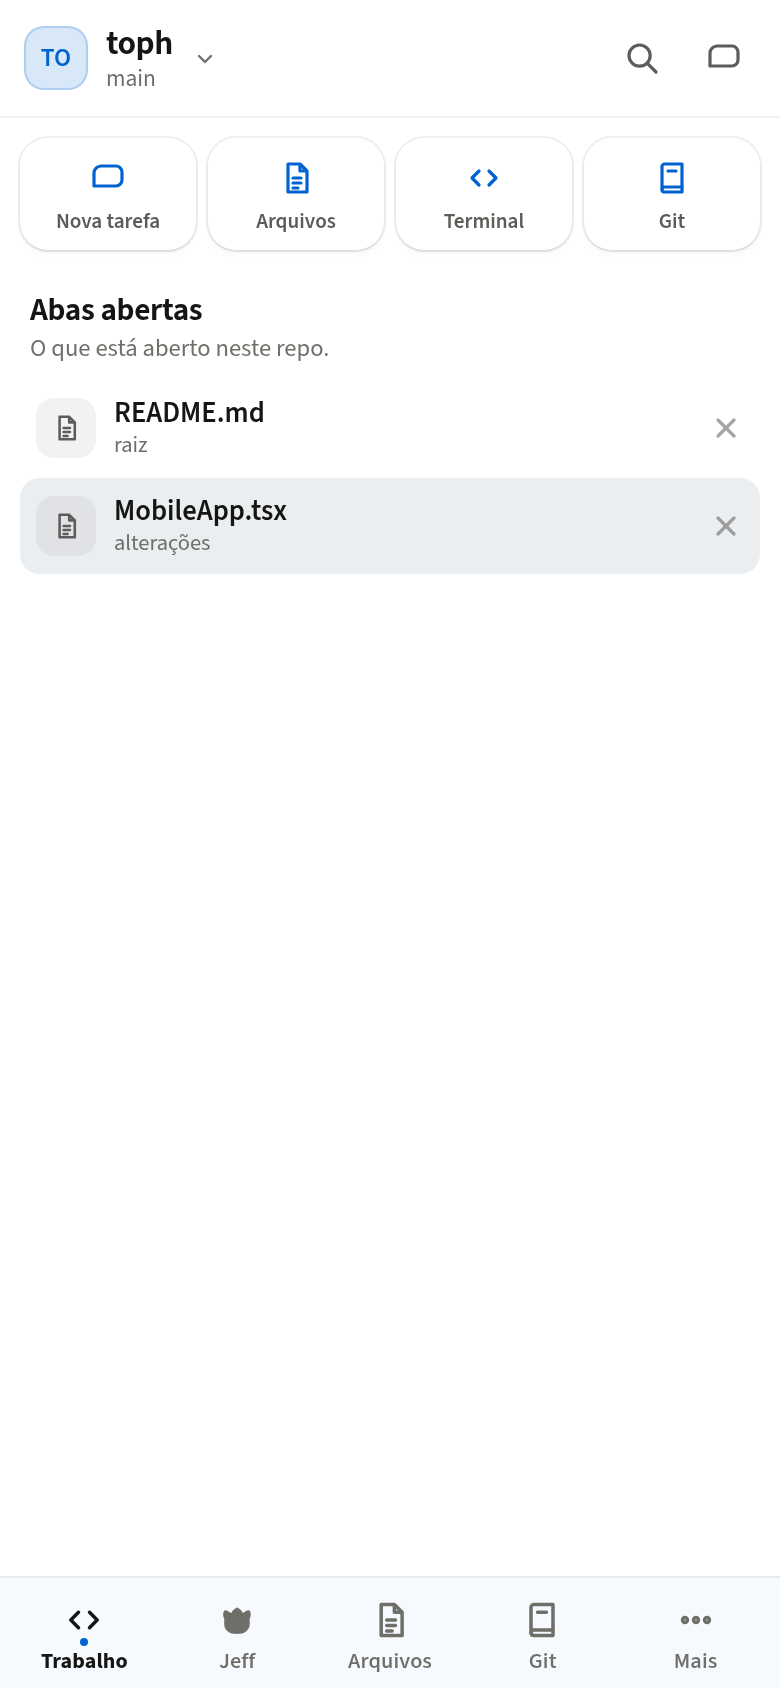 TO
toph
main
Nova tarefa
Arquivos
Terminal
Git
Abas abertas
O que está aberto neste repo.
README.md
raiz
MobileApp.tsx
alterações
Trabalho
Jeff
Arquivos
Git
Mais